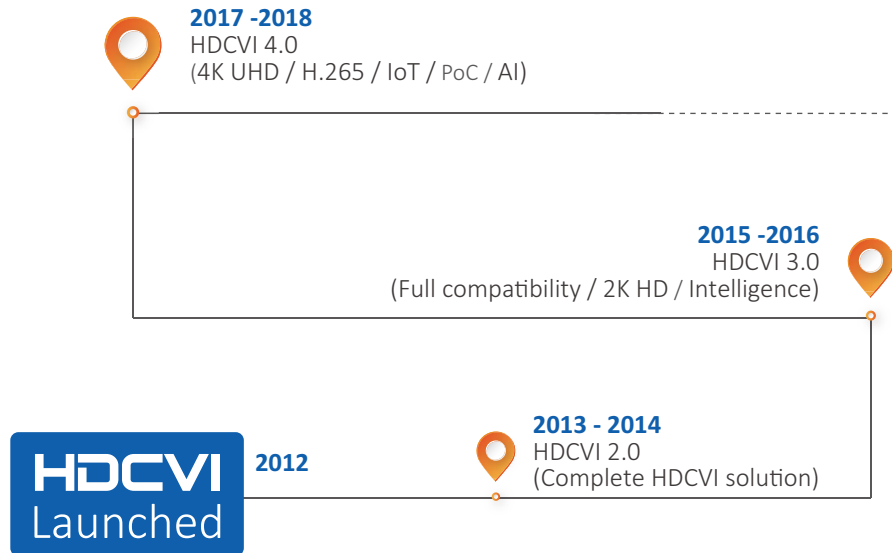 2017 -2018
HDCVI 4.0
(4K UHD / H.265 / IoT / PoC / AI)
2015 -2016
HDCVI 3.0
(Full compatibility / 2K HD / Intelligence)
2013 - 2014
HDCVI 2.0
(Complete HDCVI solution)
2012
HDCVI
Launched